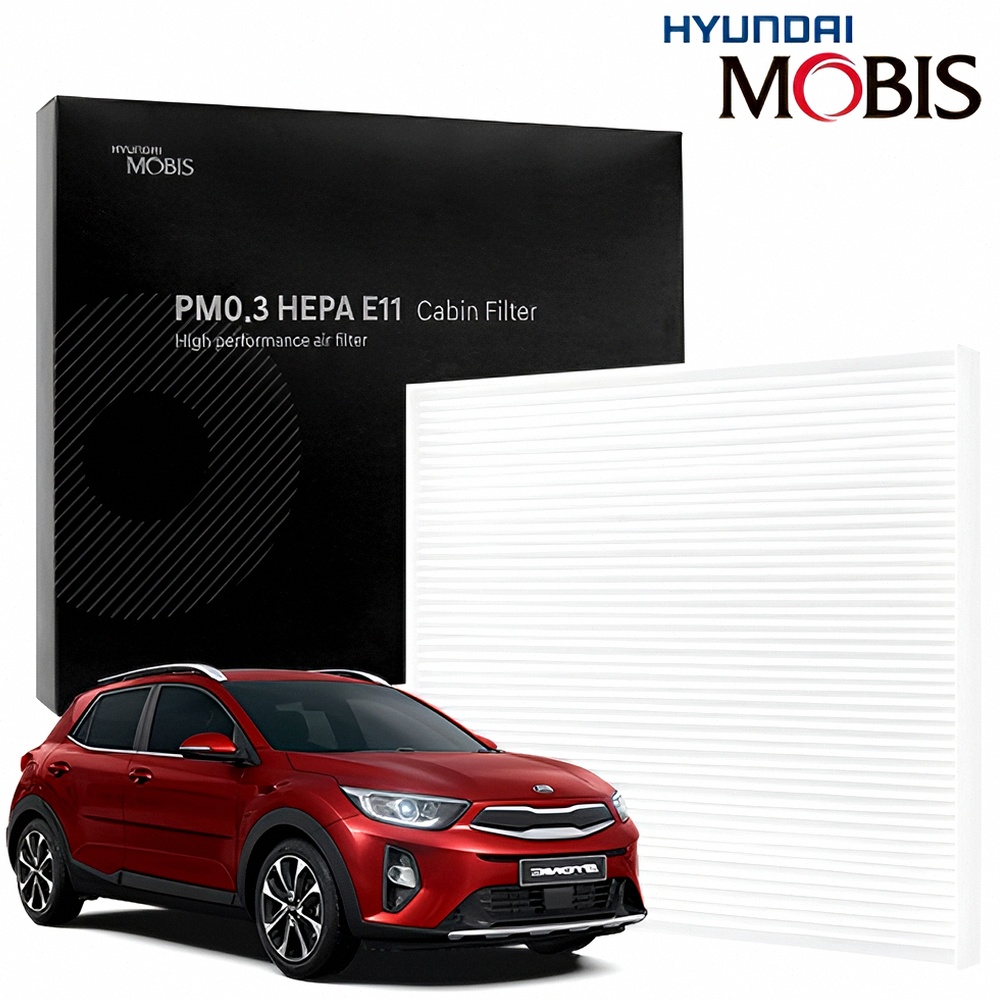 HYUNDAI
MOBIS
HYUNDAI
MOBIS
PM0.3 HEPA E11 Cabin Filter
High performance air filter